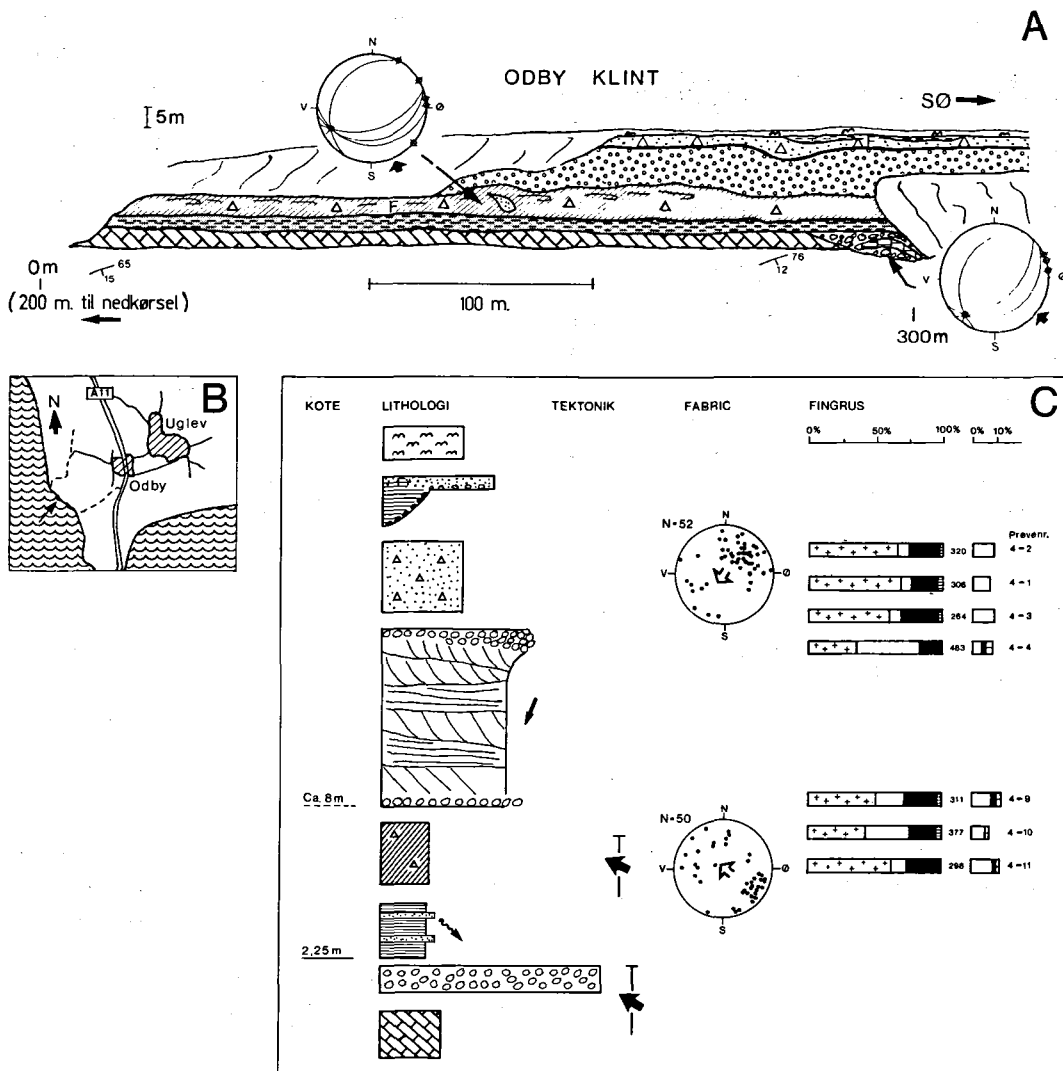 A
ODBY KLINT
SØ
5m
N
V
Ø
S
F
F
N
V
Ø
S
0m
15
65
12
76
(200 m. til nedkørsel)
100 m.
300m
B
N
A11
Uglev
Odby
C
KOTE LITHOLOGI TEKTONIK FABRIC FINGRUS
0% 50% 100% 0% 10%
Prøvenr.
N=52
N
V
Ø
S
320 4-2
306 4-1
264 4-3
483 4-4
Ca. 8m
N=50
N
V
Ø
S
311 4-9
377 4-10
298 4-11
T
2,25m
T